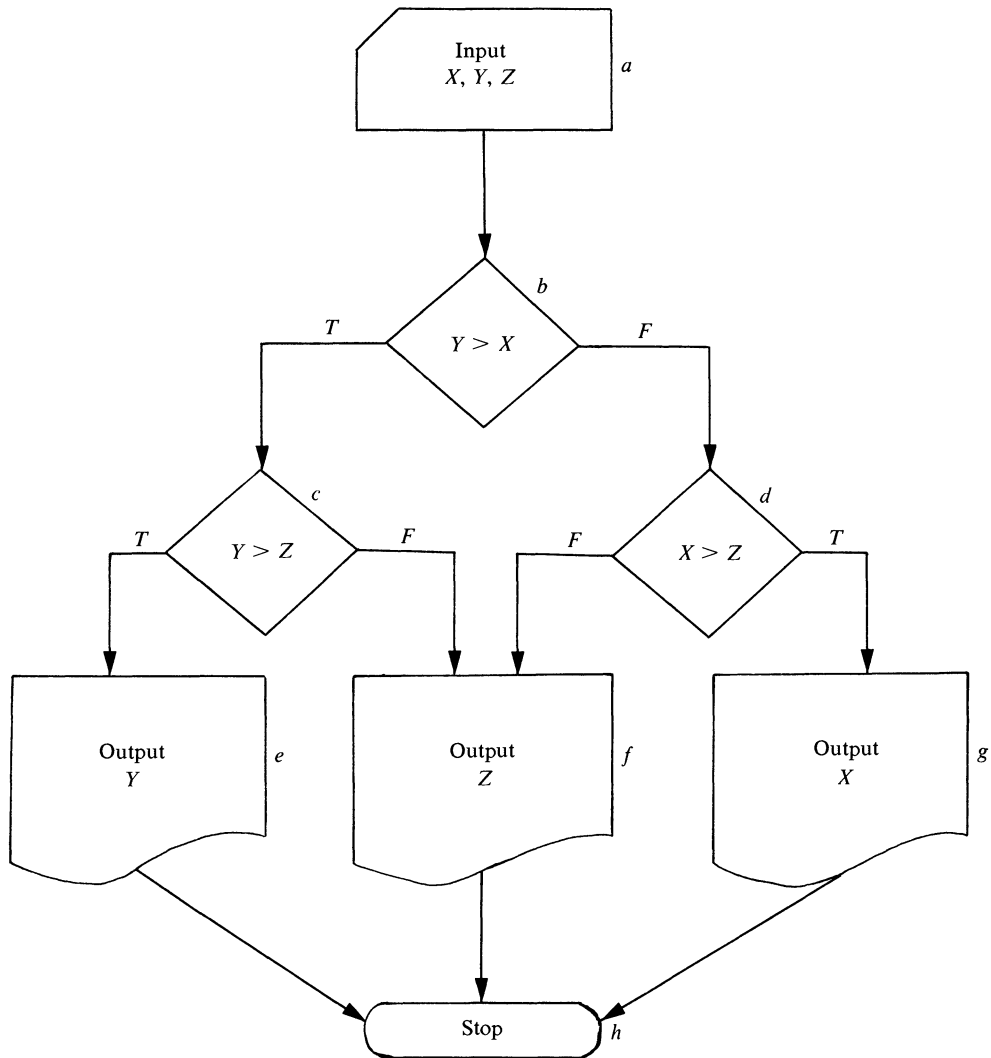 Input
X, Y, Z
a
b
T
Y > X
F
c
d
T
Y > Z
F
F
X > Z
T
Output
Y
e
Output
Z
f
Output
X
g
Stop
h